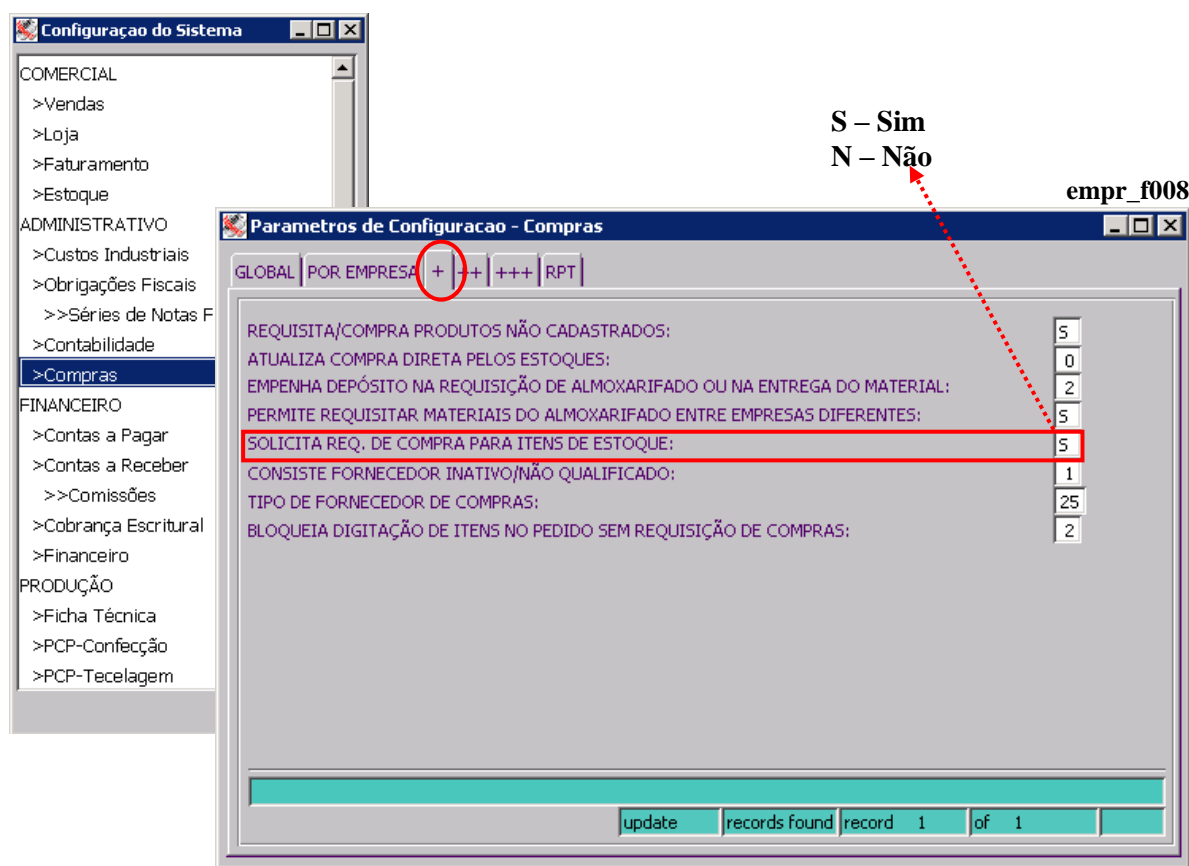 Configuraçao do Sistema
COMERCIAL
>Vendas
>Loja
>Faturamento
>Estoque
ADMINISTRATIVO
>Custos Industriais
>Obrigações Fiscais
>>Séries de Notas F
>Contabilidade
>Compras
FINANCEIRO
>Contas a Pagar
>Contas a Receber
>>Comissões
>Cobrança Escritural
>Financeiro
PRODUÇÃO
>Ficha Técnica
>PCP-Confecção
>PCP-Tecelagem
S – Sim
N – Não
empr_f008
Parametros de Configuracao - Compras
GLOBAL POR EMPRESA + ++ +++ RPT
REQUISITA/COMPRA PRODUTOS NÃO CADASTRADOS: S
ATUALIZA COMPRA DIRETA PELOS ESTOQUES: 0
EMPENHA DEPÓSITO NA REQUISIÇÃO DE ALMOXARIFADO OU NA ENTREGA DO MATERIAL: 2
PERMITE REQUISITAR MATERIAIS DO ALMOXARIFADO ENTRE EMPRESAS DIFERENTES: S
SOLICITA REQ. DE COMPRA PARA ITENS DE ESTOQUE: S
CONSISTE FORNECEDOR INATIVO/NÃO QUALIFICADO: 1
TIPO DE FORNECEDOR DE COMPRAS: 25
BLOQUEIA DIGITAÇÃO DE ITENS NO PEDIDO SEM REQUISIÇÃO DE COMPRAS: 2
update records found record 1 of 1